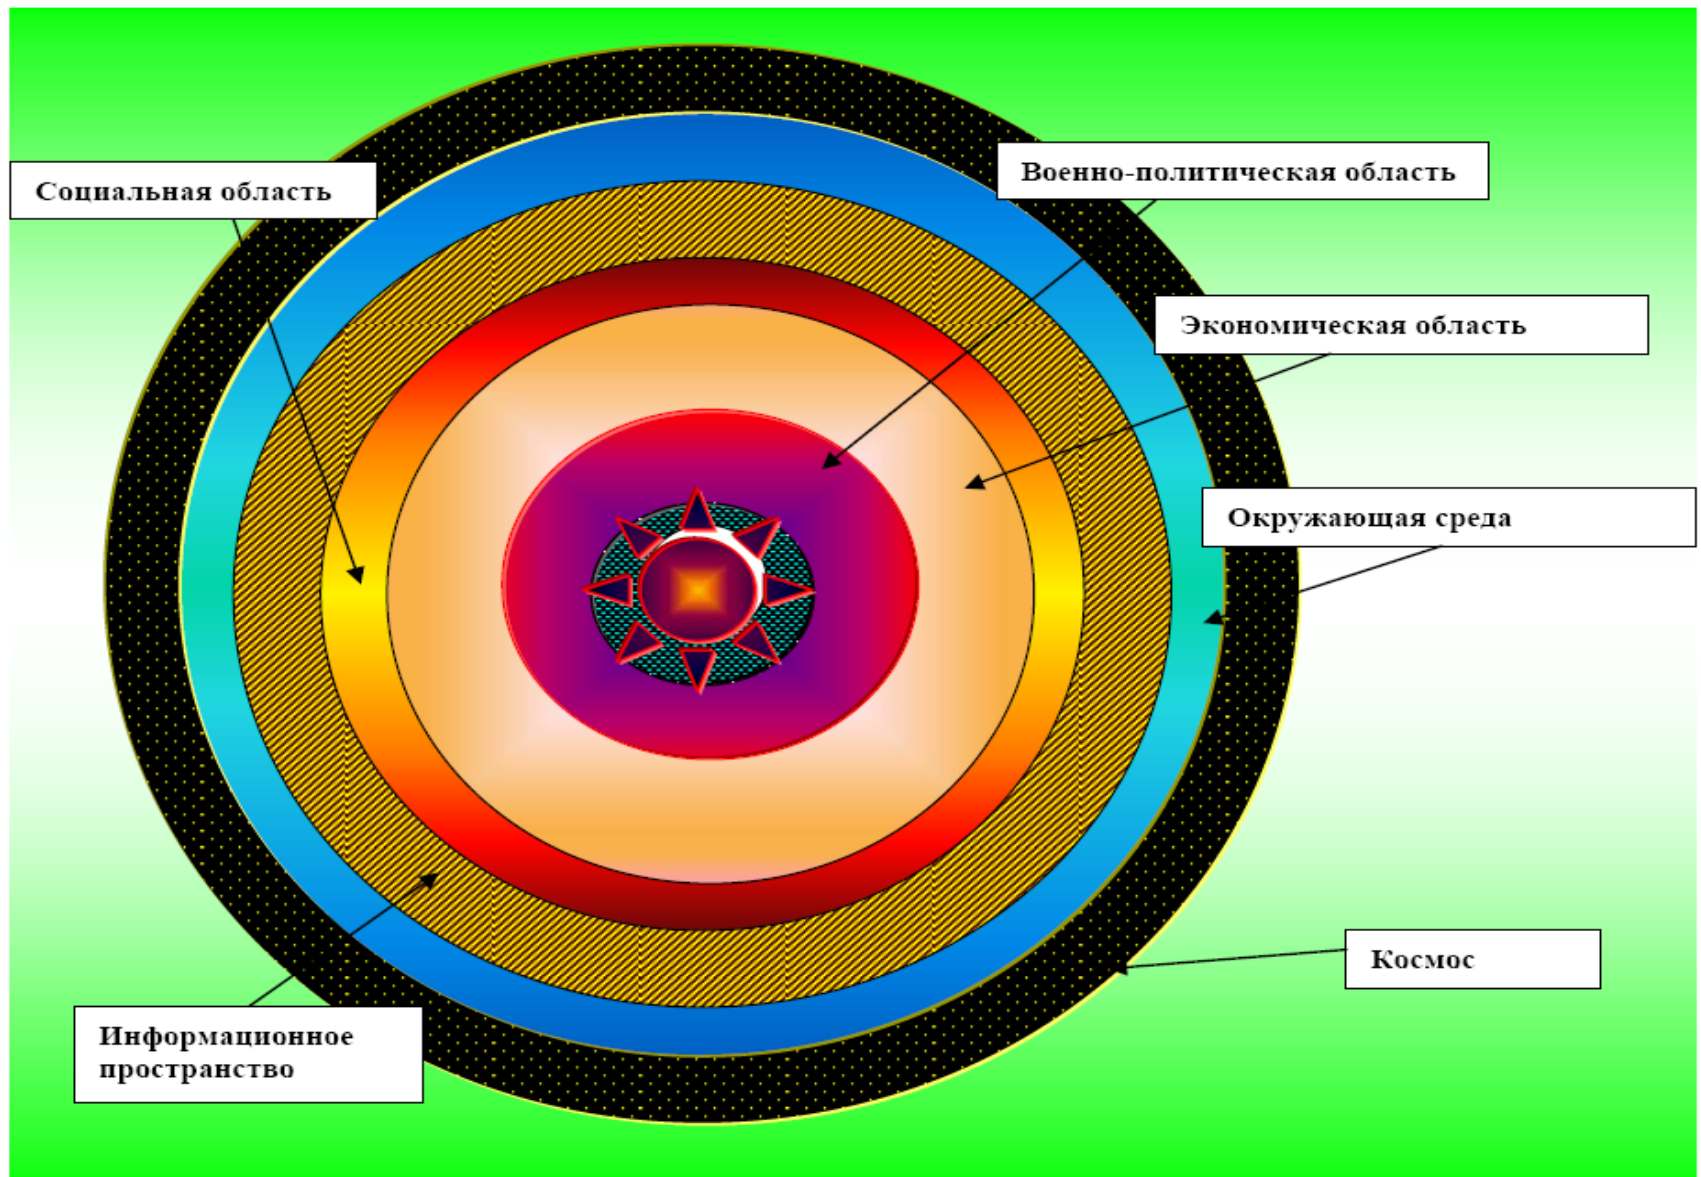 Военно-политическая область
Социальная область
Экономическая область
Окружающая среда
Космос
Информационное
пространство